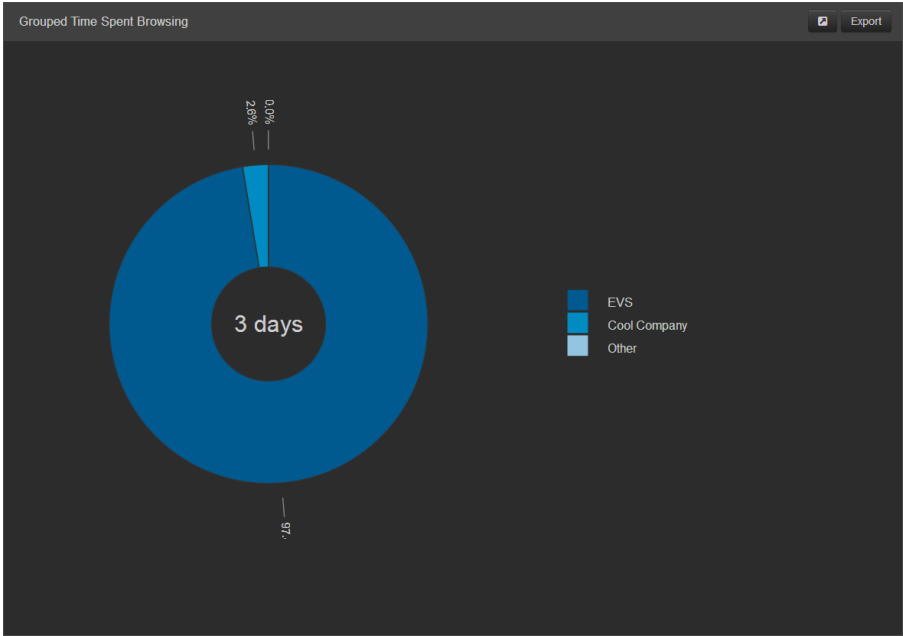 Grouped Time Spent Browsing
Export
2.6%
0.0%
3 days
EVS
Cool Company
Other
97.